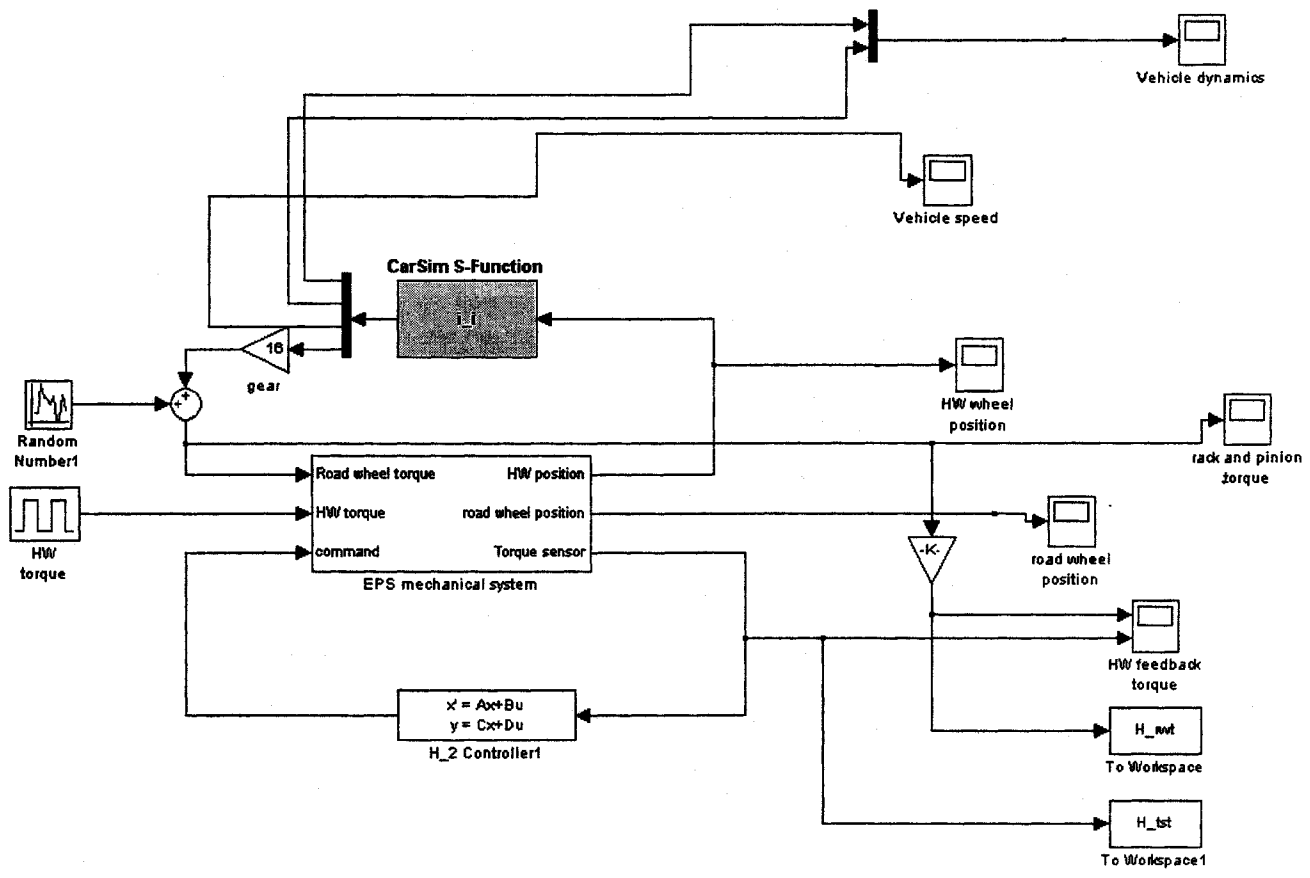 Vehicle dynamics
Vehicle speed
CarSim S-Function
i_i
16
gear
HW wheel
position
Random
Number1
rack and pinion
torque
Road wheel torque
HW position
HW torque
road wheel position
command
Torque sensor
EPS mechanical system
HW
torque
-K-
road wheel
position
HW feedback
torque
x' = Ax+Bu
y = Cx+Du
H_2 Controller1
H_rwt
To Workspace
H_tst
To Workspace1